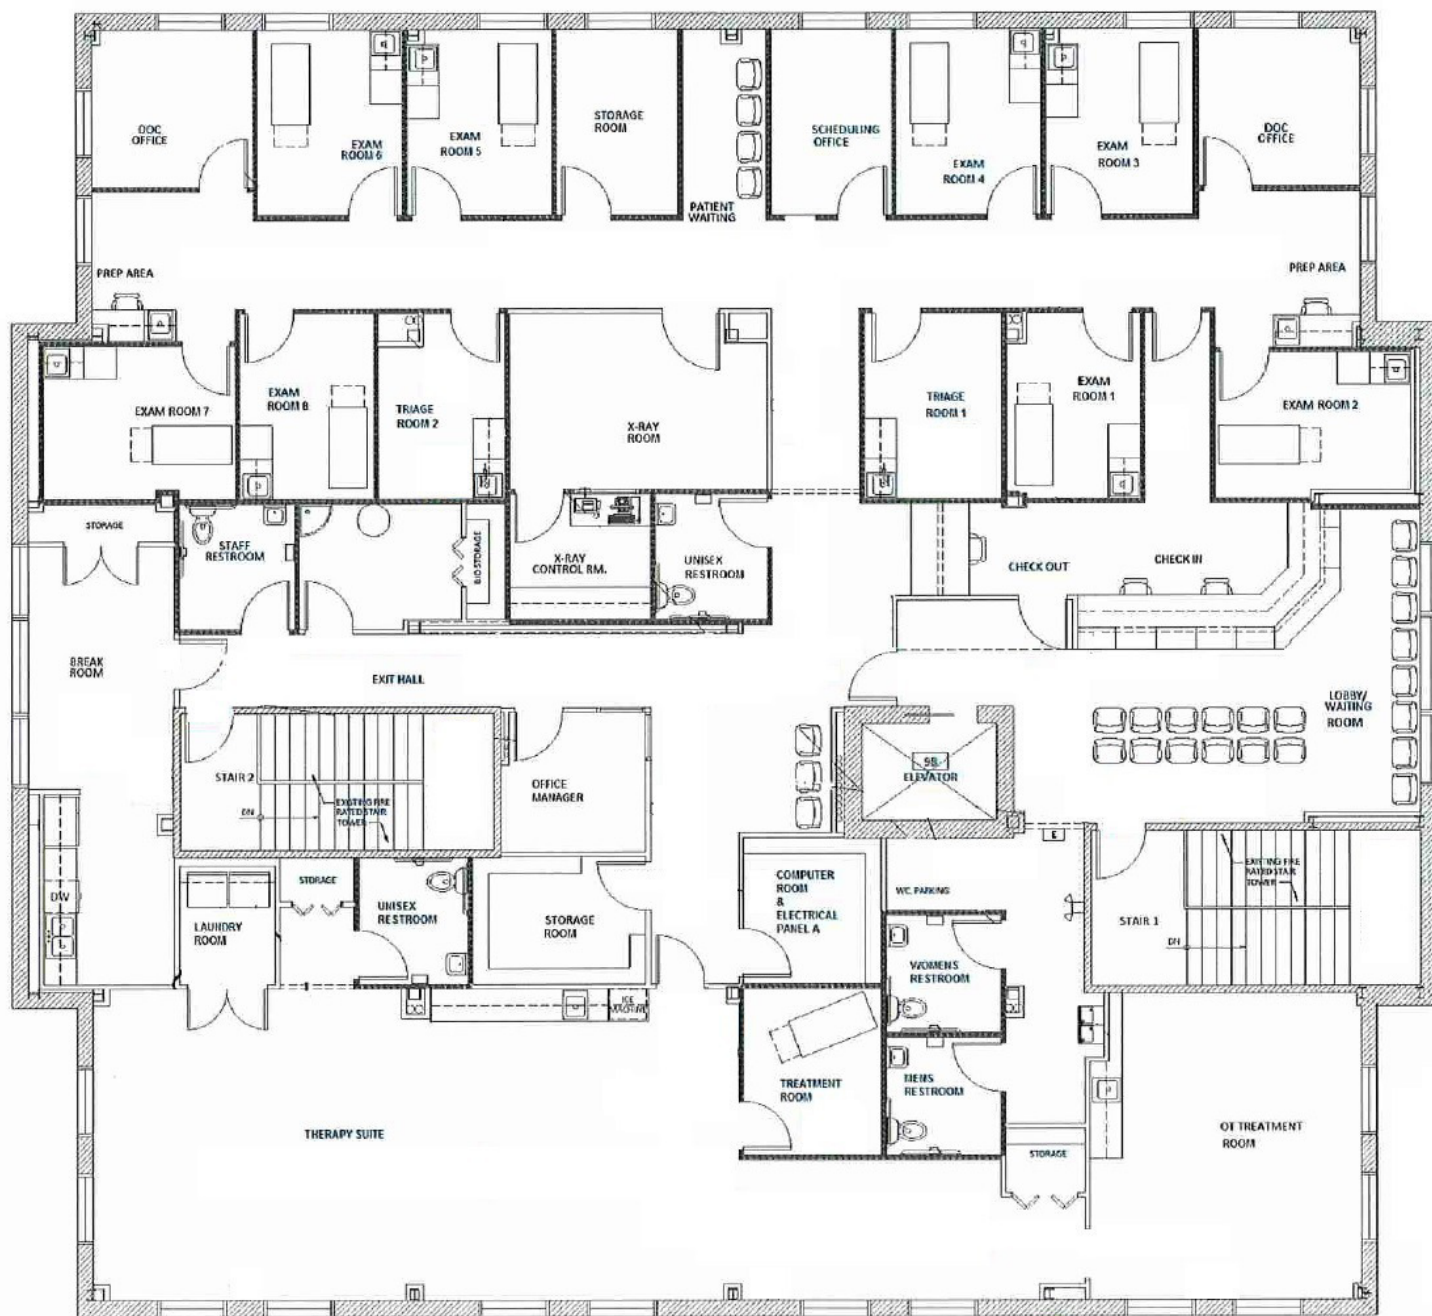 DOC
OFFICE
EXAM
ROOM 6
EXAM
ROOM 5
STORAGE
ROOM
PATIENT
WAITING
SCHEDULING
OFFICE
EXAM
ROOM 4
EXAM
ROOM 3
DOC
OFFICE
PREP AREA
PREP AREA
EXAM ROOM 7
EXAM
ROOM 8
TRIAGE
ROOM 2
X-RAY
ROOM
TRIAGE
ROOM 1
EXAM
ROOM 1
EXAM ROOM 2
STORAGE
STAFF
RESTROOM
BIO STORAGE
X-RAY
CONTROL RM.
UNISEX
RESTROOM
CHECK OUT
CHECK IN
BREAK
ROOM
EXIT HALL
LOBBY/
WAITING
ROOM
STAIR 2
DN
EXISTING FIRE
RATED STAIR
TOWER
OFFICE
MANAGER
ELEVATOR
E
DW
LAUNDRY
ROOM
STORAGE
UNISEX
RESTROOM
STORAGE
ROOM
COMPUTER
ROOM
&
ELECTRICAL
PANEL A
WC. PARKING
STAIR 1
DN
EXISTING FIRE
RATED STAIR
TOWER
WOMENS
RESTROOM
ICE
MACHINE
TREATMENT
ROOM
MENS
RESTROOM
THERAPY SUITE
STORAGE
OT TREATMENT
ROOM